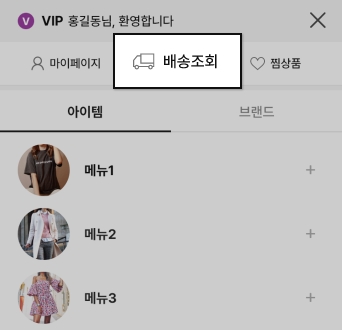 V VIP 홍길동님, 환영합니다
마이페이지 배송조회 찜상품
아이템 브랜드
메뉴1 +
메뉴2 +
메뉴3 +